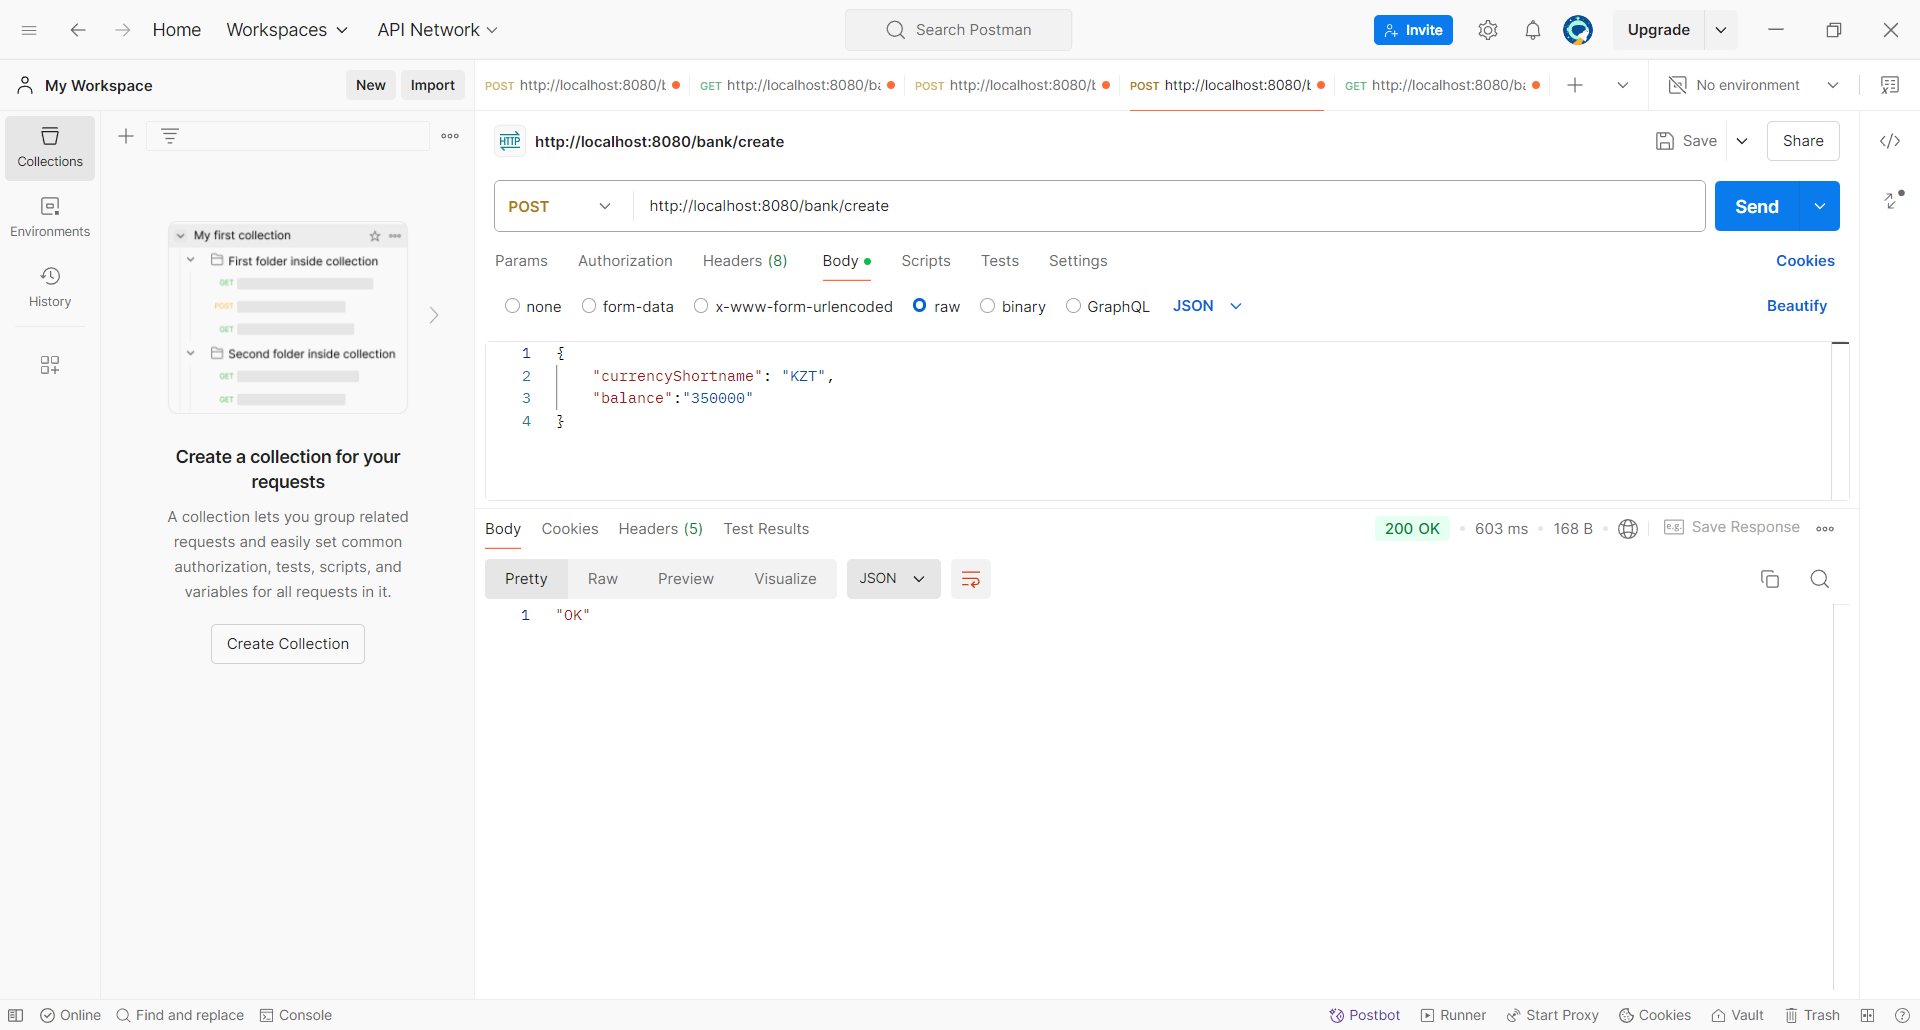 Home Workspaces API Network Search Postman Invite Upgrade
My Workspace New Import POST http://localhost:8080/b GET http://localhost:8080/ba POST http://localhost:8080/b POST http://localhost:8080/b GET http://localhost:8080/ba No environment
Collections
Environments
History
My first collection
First folder inside collection
GET
POST
GET
Second folder inside collection
GET
GET
Create a collection for your
requests
A collection lets you group related
requests and easily set common
authorization, tests, scripts, and
variables for all requests in it.
Create Collection
HTTP http://localhost:8080/bank/create Save Share
POST http://localhost:8080/bank/create Send
Params Authorization Headers (8) Body Scripts Tests Settings Cookies
none form-data x-www-form-urlencoded raw binary GraphQL JSON Beautify
1 {
2 "currencyShortname": "KZT",
3 "balance":"350000"
4 }
Body Cookies Headers (5) Test Results 200 OK 603 ms 168 B e.g. Save Response
Pretty Raw Preview Visualize JSON
1 "OK"
Online Find and replace Console Postbot Runner Start Proxy Cookies Vault Trash